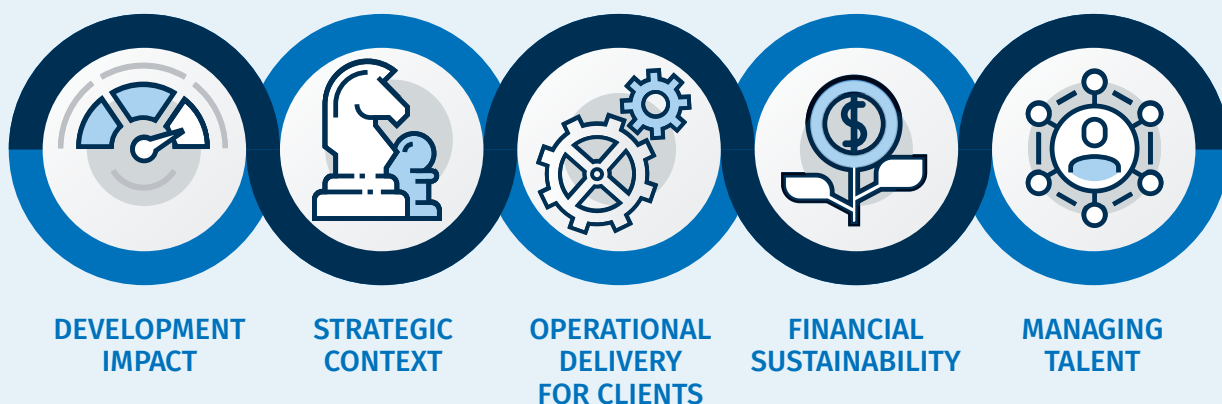 DEVELOPMENT
IMPACT
STRATEGIC
CONTEXT
OPERATIONAL
DELIVERY
FOR CLIENTS
FINANCIAL
SUSTAINABILITY
MANAGING
TALENT